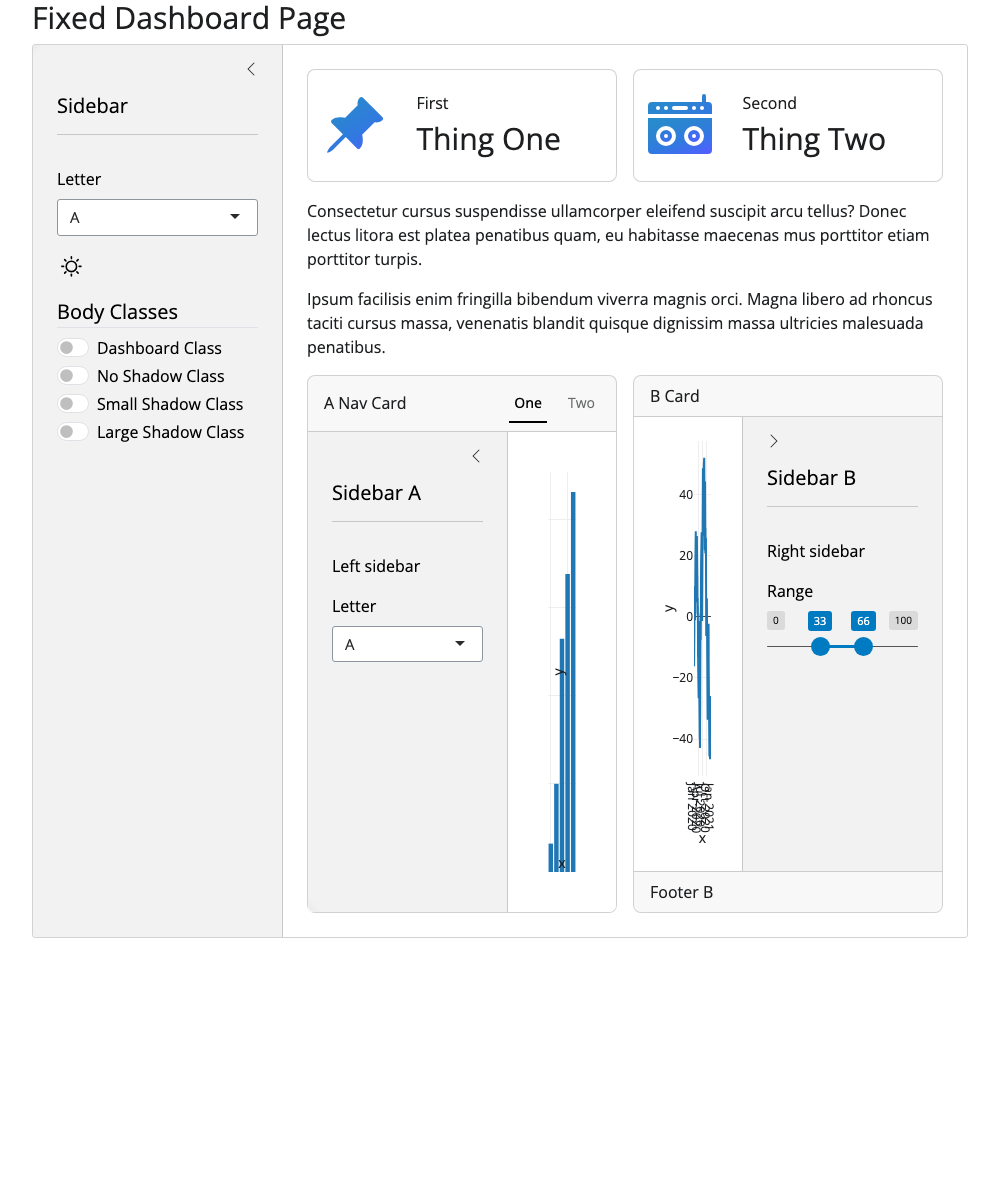 Fixed Dashboard Page
Sidebar
Letter
A
Body Classes
Dashboard Class
No Shadow Class
Small Shadow Class
Large Shadow Class
First
Thing One
Second
Thing Two
Consectetur cursus suspendisse ullamcorper eleifend suscipit arcu tellus? Donec
lectus litora est platea penatibus quam, eu habitasse maecenas mus porttitor etiam
porttitor turpis.
Ipsum facilisis enim fringilla bibendum viverra magnis orci. Magna libero ad rhoncus
taciti cursus massa, venenatis blandit quisque dignissim massa ultricies malesuada
penatibus.
A Nav Card
One
Two
Sidebar A
Left sidebar
Letter
A
y
x
B Card
40
20
0
−20
−40
y
Jan 2020
Jan 2021
x
Sidebar B
Right sidebar
Range
0
33
66
100
Footer B